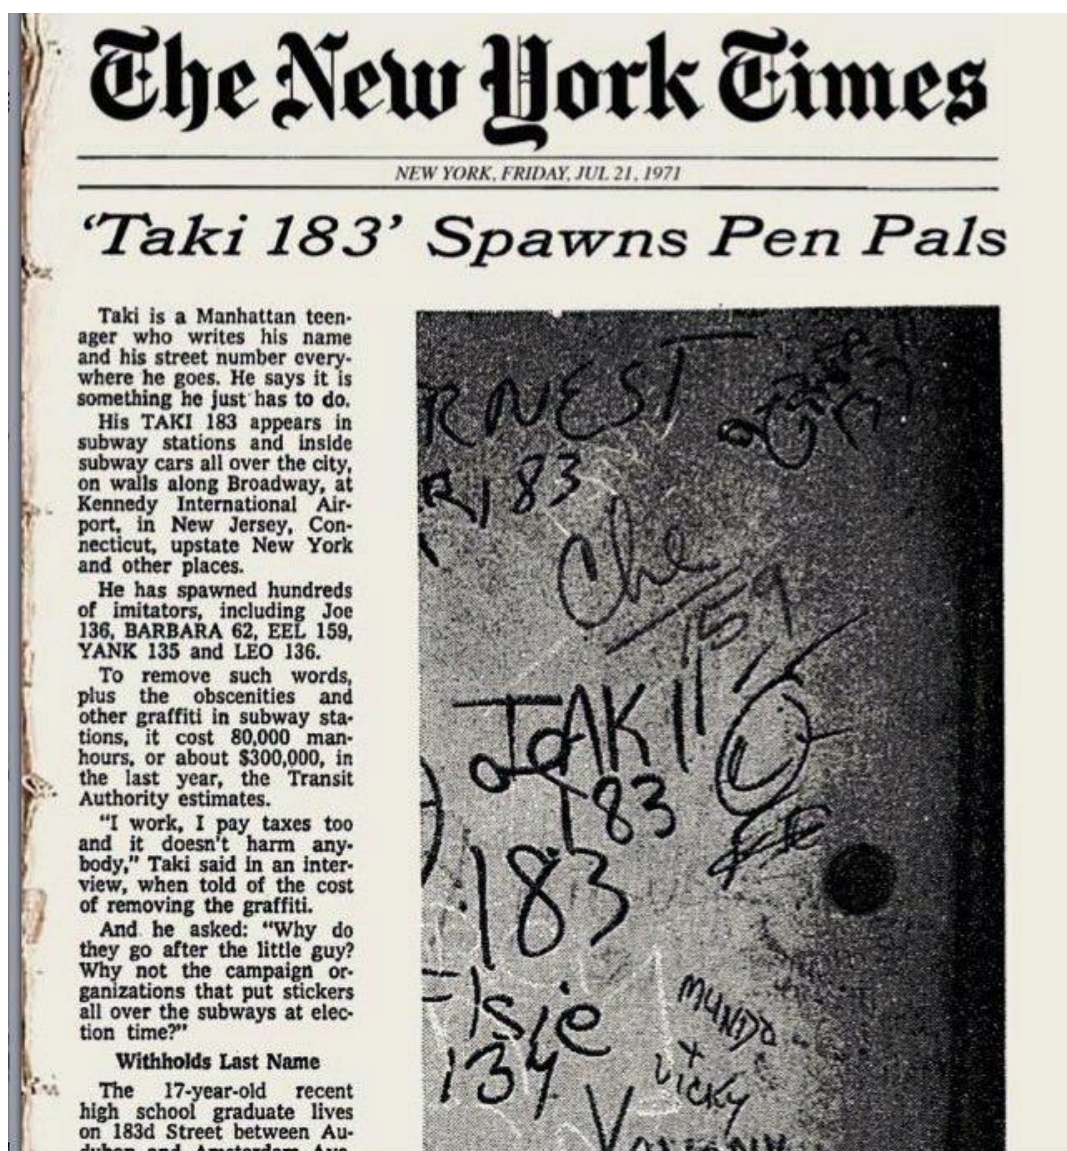 The New York Times
NEW YORK, FRIDAY, JUL 21, 1971
‘Taki 183’ Spawns Pen Pals
Taki is a Manhattan teen-
ager who writes his name
and his street number every-
where he goes. He says it is
something he just has to do.
His TAKI 183 appears in
subway stations and inside
subway cars all over the city,
on walls along Broadway, at
Kennedy International Air-
port, in New Jersey, Con-
necticut, upstate New York
and other places.
He has spawned hundreds
of imitators, including Joe
136, BARBARA 62, EEL 159,
YANK 135 and LEO 136.
To remove such words,
plus the obscenities and
other graffiti in subway sta-
tions, it cost 80,000 man-
hours, or about $300,000, in
the last year, the Transit
Authority estimates.
“I work, I pay taxes too
and it doesn’t harm any-
body,” Taki said in an inter-
view, when told of the cost
of removing the graffiti.
And he asked: “Why do
they go after the little guy?
Why not the campaign or-
ganizations that put stickers
all over the subways at elec-
tion time?”
Withholds Last Name
The 17-year-old recent
high school graduate lives
on 183d Street between Au-
dubon and Amsterdam Ave-
RNEST
R183
Che
159
TAKI
183
183
Isie
134
MUNDO
+
VICKY